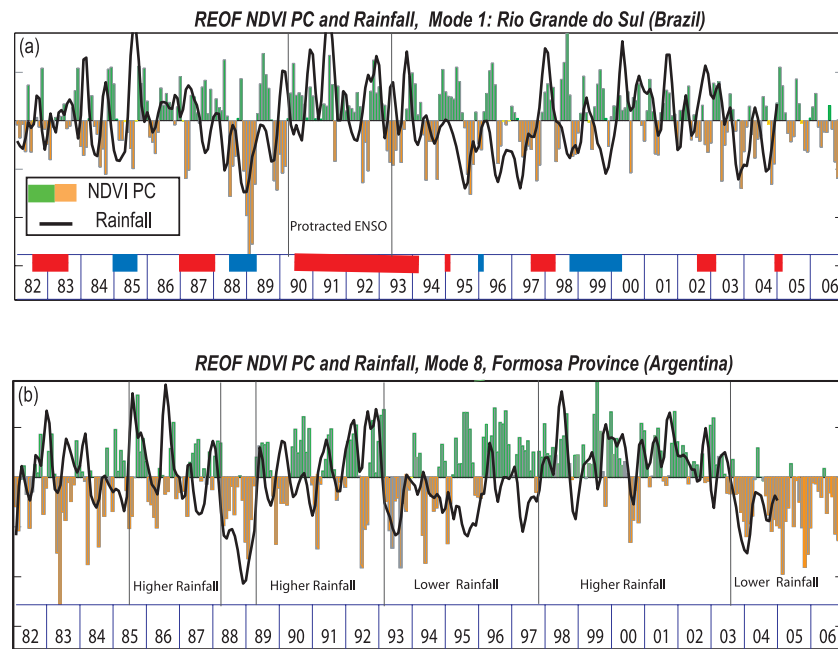 REOF NDVI PC and Rainfall, Mode 1: Rio Grande do Sul (Brazil)
(a)
NDVI PC
Rainfall
Protracted ENSO
82 83 84 85 86 87 88 89 90 91 92 93 94 95 96 97 98 99 00 01 02 03 04 05 06
REOF NDVI PC and Rainfall, Mode 8, Formosa Province (Argentina)
(b)
Higher Rainfall Higher Rainfall Lower Rainfall Higher Rainfall Lower Rainfall
82 83 84 85 86 87 88 89 90 91 92 93 94 95 96 97 98 99 00 01 02 03 04 05 06